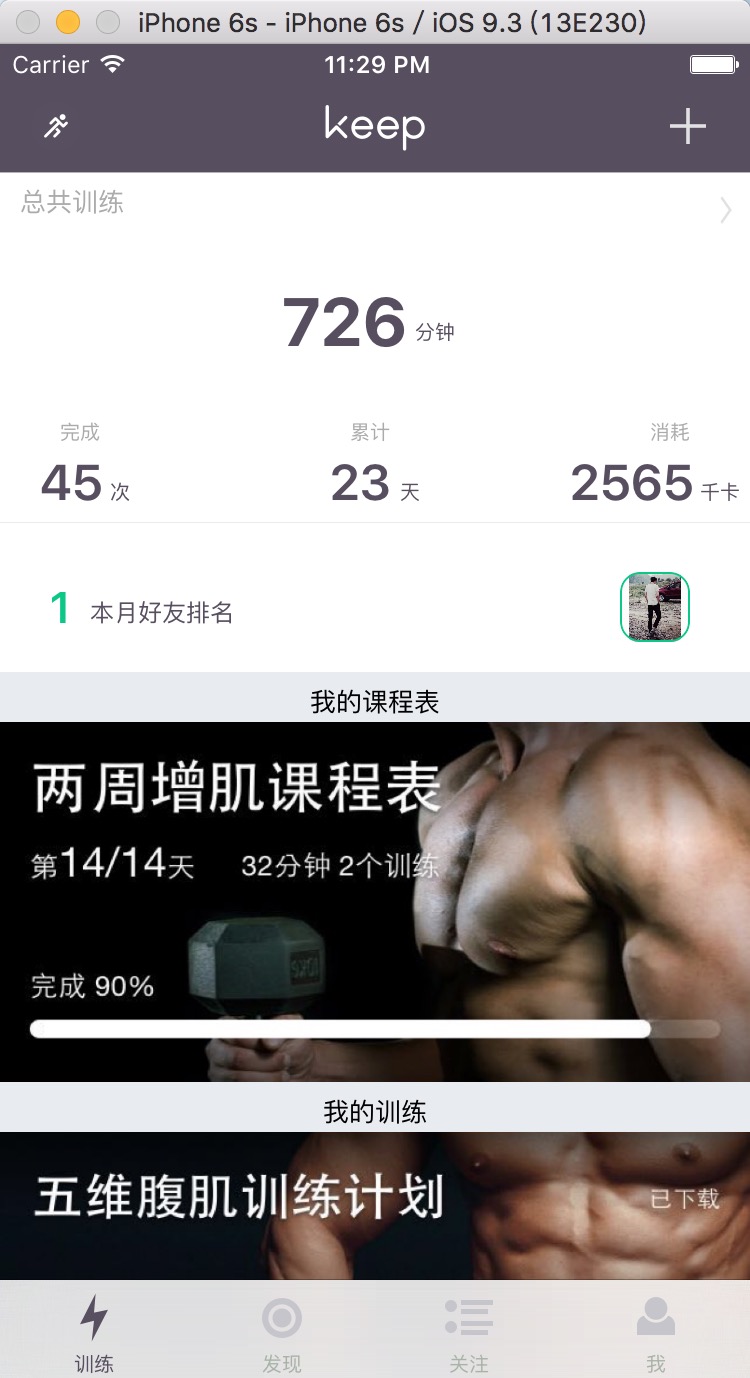 iPhone 6s - iPhone 6s / iOS 9.3 (13E230)
Carrier 11:29 PM
keep
总共训练
726 分钟
完成 累计 消耗
45 次 23 天 2565 千卡
1 本月好友排名
我的课程表
两周增肌课程表
第14/14天 32分钟 2个训练
完成 90%
我的训练
五维腹肌训练计划 已下载
训练 发现 关注 我